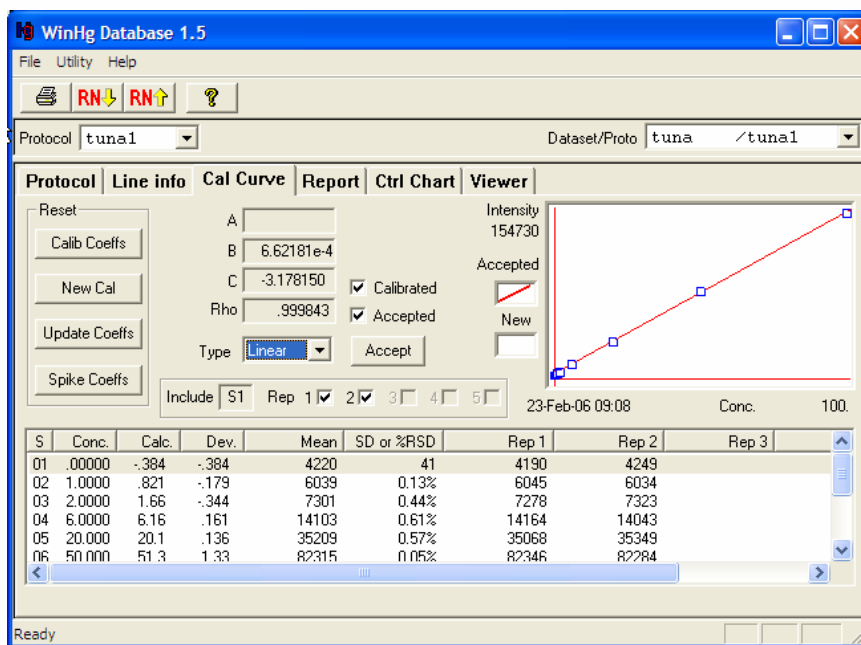 WinHg Database 1.5
File Utility Help
RN RN ?
Protocol tuna1 Dataset/Proto tuna /tuna1
Protocol Line info Cal Curve Report Ctrl Chart Viewer
Reset
Calib Coeffs
New Cal
Update Coeffs
Spike Coeffs
A
B 6.62181e-4
C -3.178150
Rho .999843
Calibrated
Accepted
Type Linear Accept
Include S1 Rep 1 2 3 4 5
Intensity
154730
Accepted
New
23-Feb-06 09:08 Conc. 100.
S Conc. Calc. Dev. Mean SD or %RSD Rep 1 Rep 2 Rep 3
01 .00000 -.384 -.384 4220 41 4190 4249
02 1.0000 .821 -.179 6039 0.13% 6045 6034
03 2.0000 1.66 -.344 7301 0.44% 7278 7323
04 6.0000 6.16 .161 14103 0.61% 14164 14043
05 20.000 20.1 .136 35209 0.57% 35068 35349
06 50.000 51.3 1.33 82315 0.05% 82346 82284
Ready